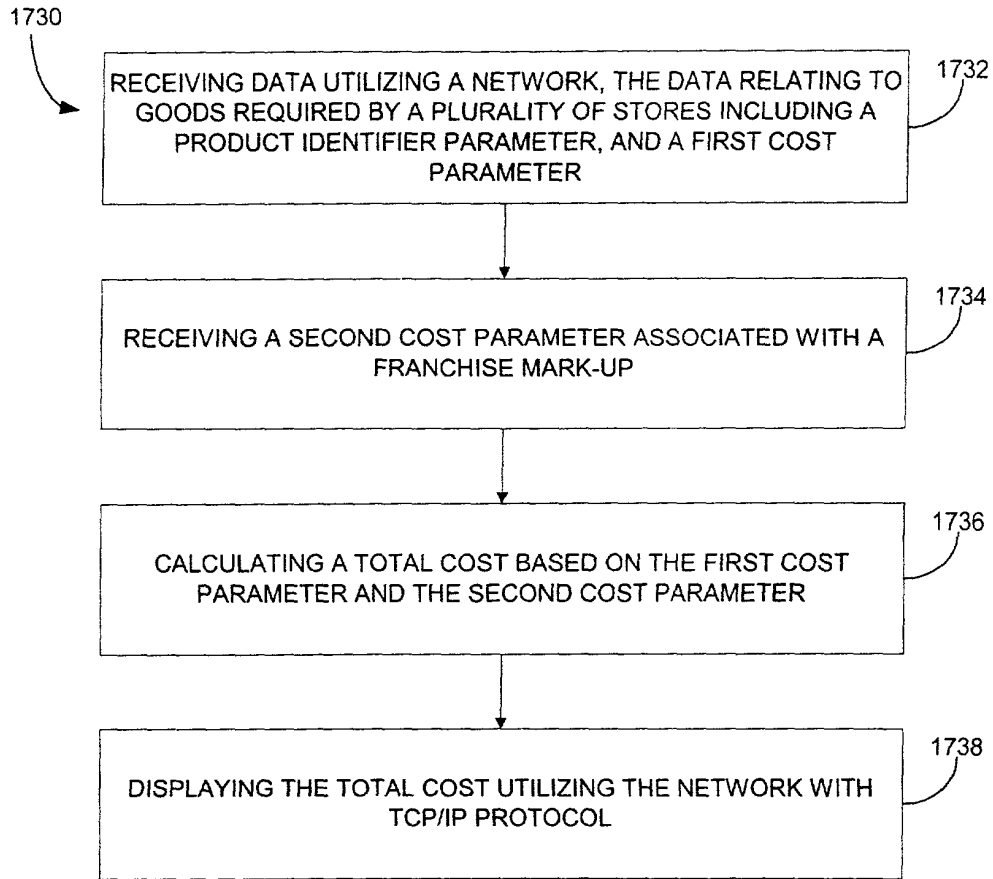 1730
RECEIVING DATA UTILIZING A NETWORK, THE DATA RELATING TO
GOODS REQUIRED BY A PLURALITY OF STORES INCLUDING A
PRODUCT IDENTIFIER PARAMETER, AND A FIRST COST
PARAMETER
1732
RECEIVING A SECOND COST PARAMETER ASSOCIATED WITH A
FRANCHISE MARK-UP
1734
CALCULATING A TOTAL COST BASED ON THE FIRST COST
PARAMETER AND THE SECOND COST PARAMETER
1736
DISPLAYING THE TOTAL COST UTILIZING THE NETWORK WITH
TCP/IP PROTOCOL
1738